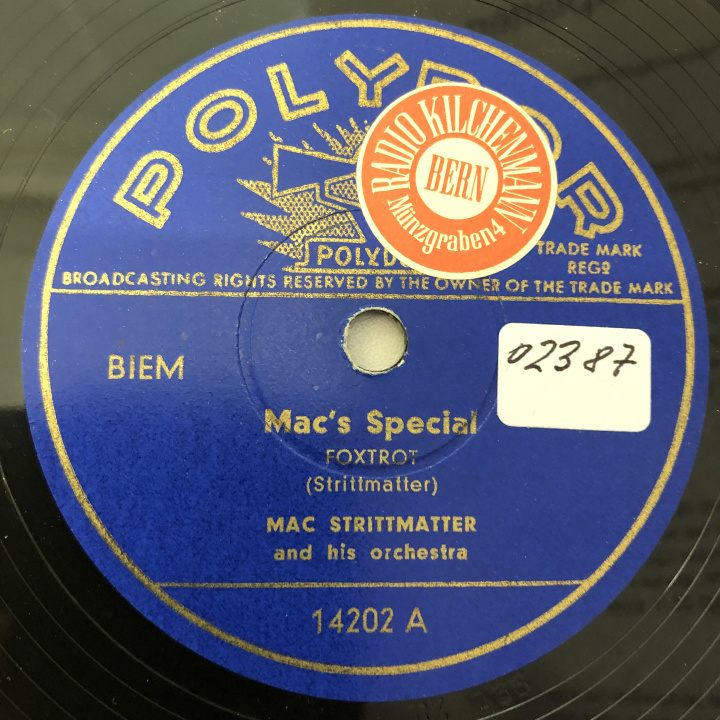 POLYDOR
RADIO KILCHENMANN
BERN
Münzgraben 4
POLYD
TRADE MARK
REGD
BROADCASTING RIGHTS RESERVED BY THE OWNER OF THE TRADE MARK
BIEM
02387
Mac's Special
FOXTROT
(Strittmatter)
MAC STRITTMATTER
and his orchestra
14202 A